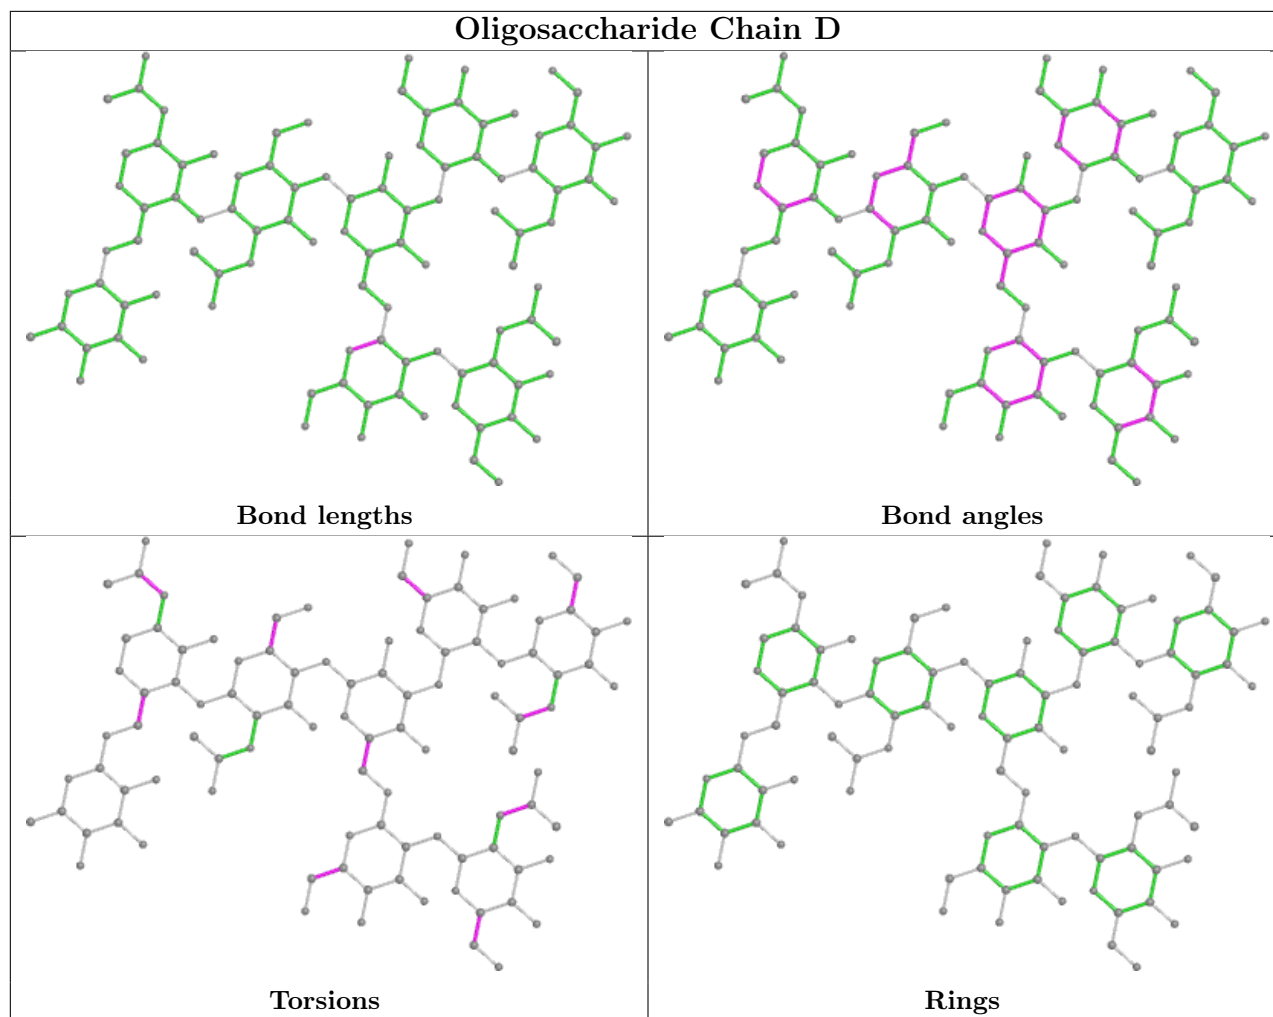 Oligosaccharide Chain D
Bond lengths
Bond angles
Torsions
Rings